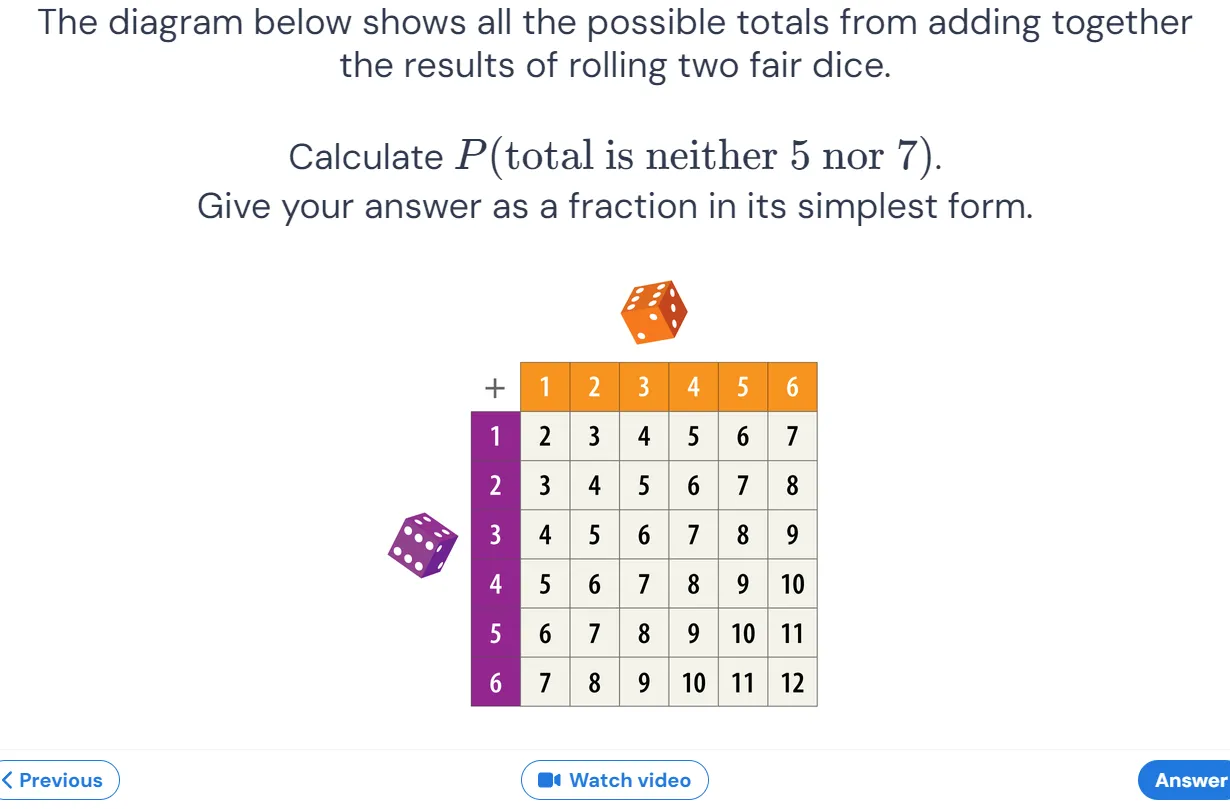 The diagram below shows all the possible totals from adding together
the results of rolling two fair dice.
Calculate P(total is neither 5 nor 7).
Give your answer as a fraction in its simplest form.
+ 1 2 3 4 5 6
1 2 3 4 5 6 7
2 3 4 5 6 7 8
3 4 5 6 7 8 9
4 5 6 7 8 9 10
5 6 7 8 9 10 11
6 7 8 9 10 11 12
< Previous Watch video Answer